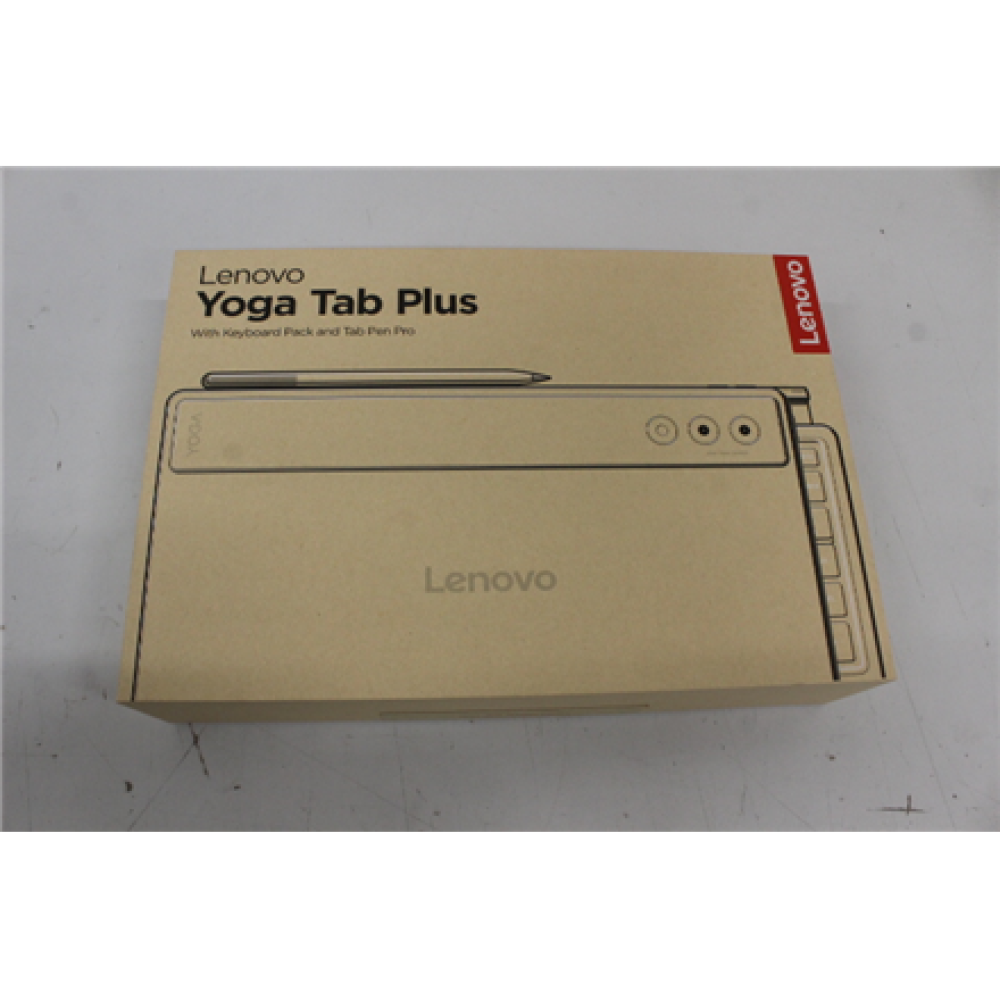 Lenovo
Yoga Tab Plus
With Keyboard Pack and Tab Pen Pro
Lenovo
YOGA
Lenovo